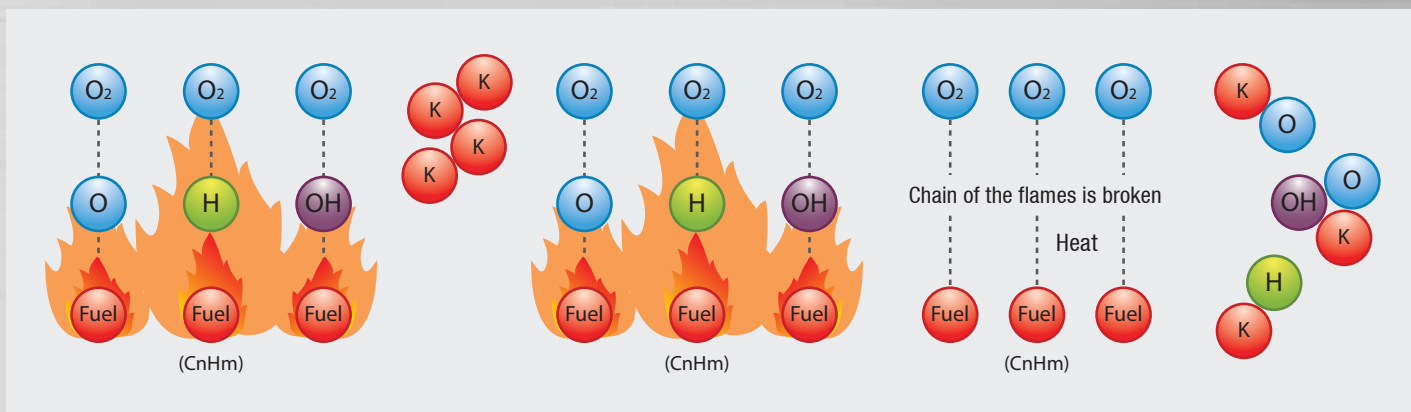 O2 O2 O2
K
K
K
K
O H OH
Fuel Fuel Fuel
(CnHm)
O2 O2 O2
O H OH
Fuel Fuel Fuel
(CnHm)
O2 O2 O2
Chain of the flames is broken
Heat
Fuel Fuel Fuel
(CnHm)
K
O
O
OH
K
H
K